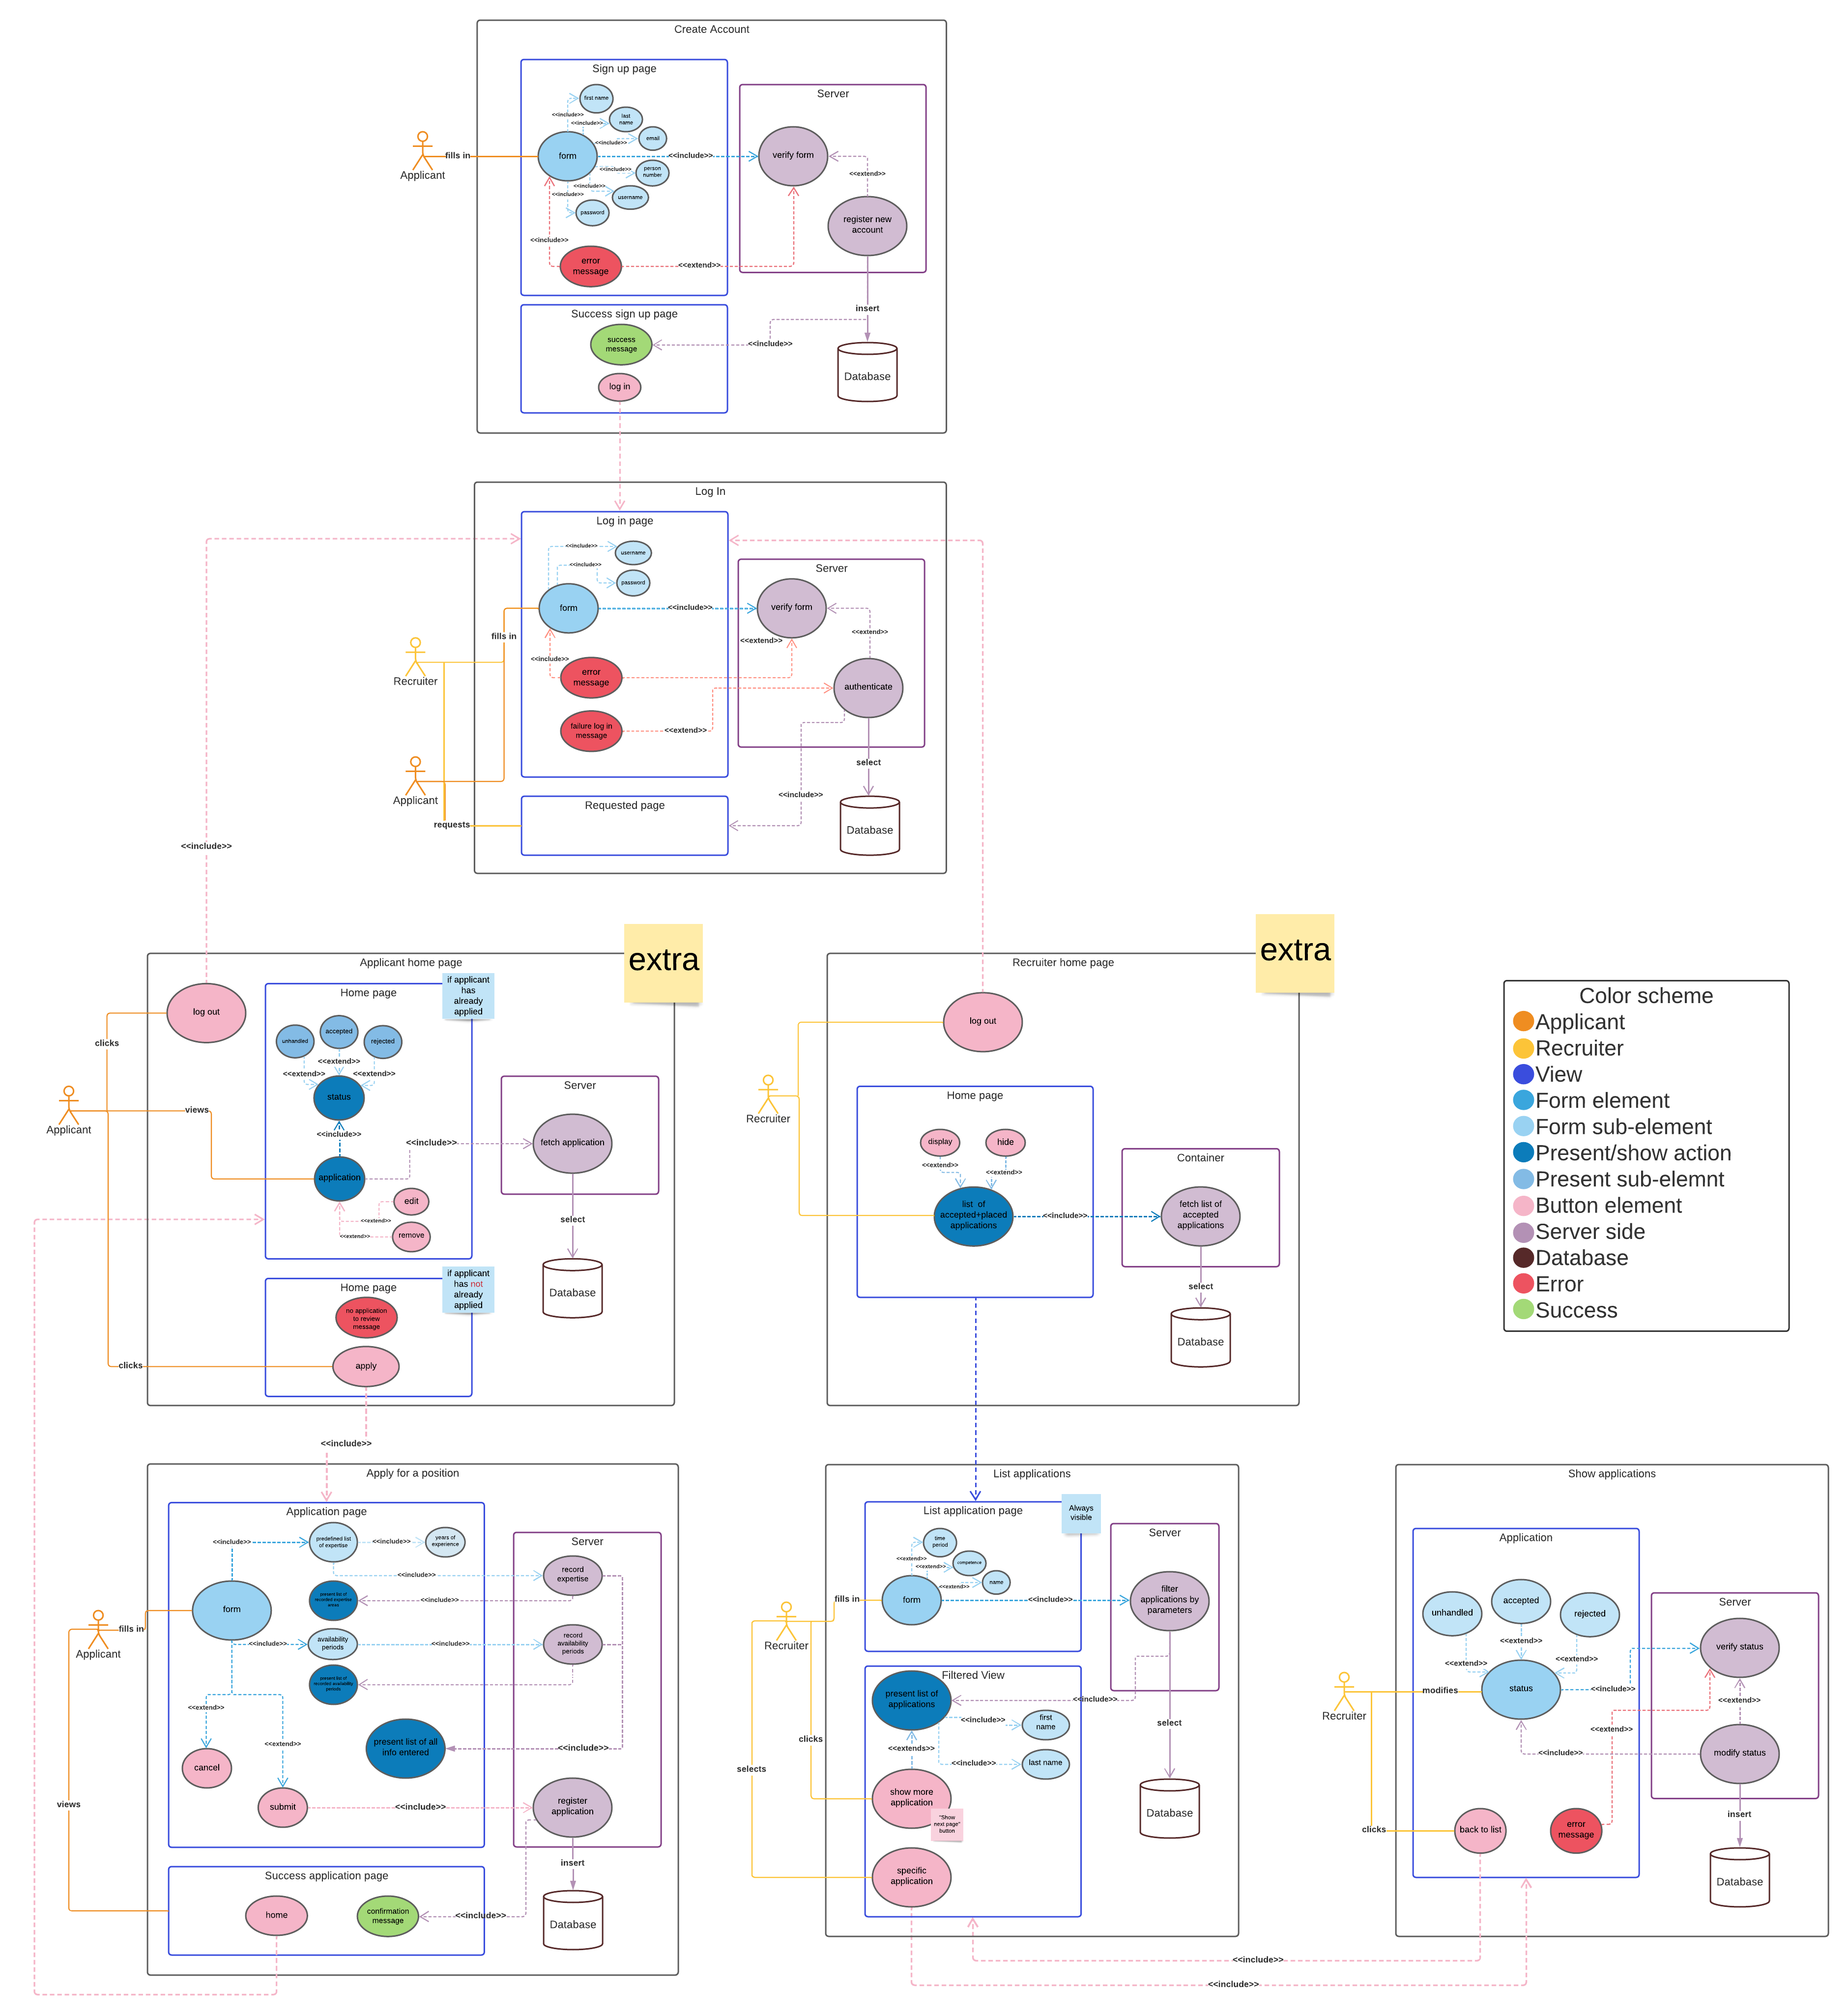 Create Account
Sign up page
first name
<<include>>
last
name
<<include>>
email
<<include>>
form
<<include>>
person
number
<<include>>
username
<<include>>
password
<<include>>
<<include>>
error
message
<<extend>>
Applicant
fills in
Server
verify form
<<extend>>
register new
account
insert
Success sign up page
success
message
<<include>>
log in
Database
Log In
Log in page
<<include>>
username
<<include>>
password
form
<<include>>
<<include>>
error
message
failure log in
message
<<extend>>
Server
verify form
<<extend>>
<<extend>>
authenticate
select
Recruiter
fills in
Applicant
requests
Requested page
<<include>>
Database
<<include>>
Applicant home page
extra
log out
Home page
if applicant
has
already
applied
unhandled
accepted
rejected
<<extend>>
<<extend>>
<<extend>>
status
<<include>>
application
<<include>>
edit
<<extend>>
remove
<<extend>>
clicks
Applicant
views
Server
fetch application
select
Database
Home page
if applicant
has not
already
applied
no application
to review
message
apply
clicks
<<include>>
Recruiter home page
extra
log out
Recruiter
Home page
display
hide
<<extend>>
<<extend>>
list of
accepted+placed
applications
<<include>>
Container
fetch list of
accepted
applications
select
Database
Color scheme
Applicant
Recruiter
View
Form element
Form sub-element
Present/show action
Present sub-elemnt
Button element
Server side
Database
Error
Success
Apply for a position
Application page
<<include>>
predefined list
of expertise
<<include>>
years of
experience
<<include>>
form
present list of
recorded expertise
areas
<<include>>
<<include>>
availability
periods
<<include>>
present list of
recorded availability
periods
<<extend>>
<<extend>>
present list of all
info entered
<<include>>
cancel
submit
<<include>>
Server
record
expertise
record
availability
periods
register
application
insert
Database
Applicant
fills in
views
Success application page
home
confirmation
message
<<include>>
List applications
List application page
Always
visible
time
period
<<extend>>
competence
<<extend>>
name
<<extend>>
form
<<include>>
Server
filter
applications by
parameters
Recruiter
fills in
clicks
selects
Filtered View
present list of
applications
<<include>>
<<include>>
first
name
<<extends>>
<<include>>
last name
show more
application
"Show
next page"
button
specific
application
select
Database
Show applications
Application
unhandled
accepted
rejected
<<extend>>
<<extend>>
<<extend>>
status
<<include>>
<<extend>>
<<include>>
back to list
error
message
Server
verify status
<<extend>>
modify status
insert
Database
Recruiter
modifies
clicks
<<include>>
<<include>>